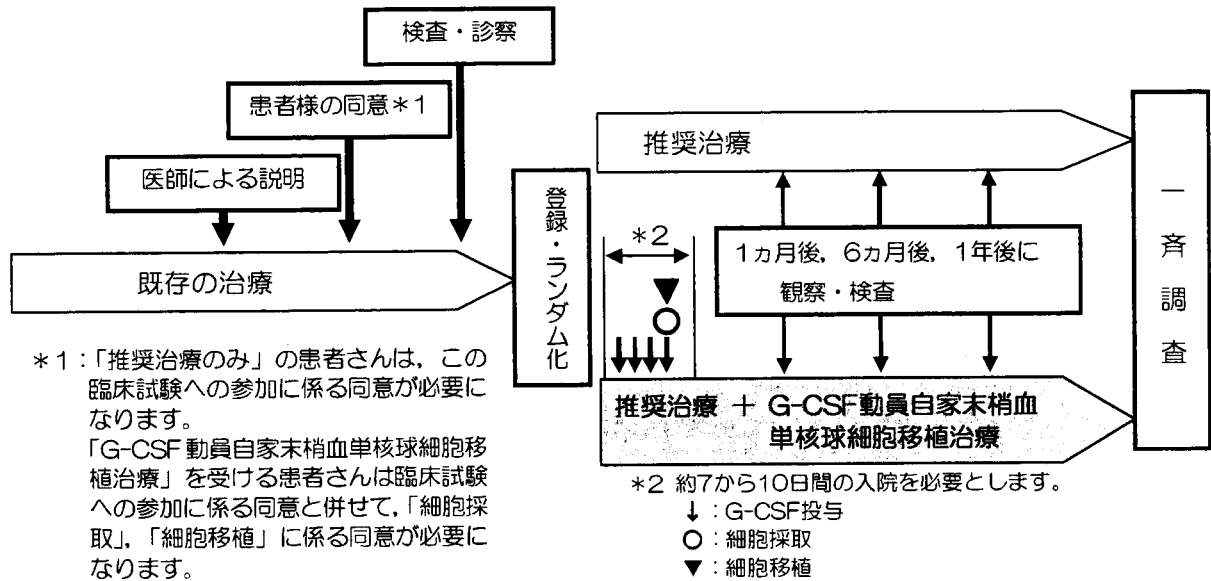 検査・診察
患者様の同意*1
医師による説明
既存の治療
登録・ランダム化
推奨治療
*2
1ヵ月後,6ヵ月後,1年後に
観察・検査
推奨治療 + G-CSF動員自家末梢血
単核球細胞移植治療
一斉調査
*1:「推奨治療のみ」の患者さんは,この
臨床試験への参加に係る同意が必要に
なります。
「G-CSF動員自家末梢血単核球細胞移
植治療」を受ける患者さんは臨床試験
への参加に係る同意と併せて,「細胞採
取」,「細胞移植」に係る同意が必要に
なります。
*2 約7から10日間の入院を必要とします。
↓:G-CSF投与
○:細胞採取
▼:細胞移植